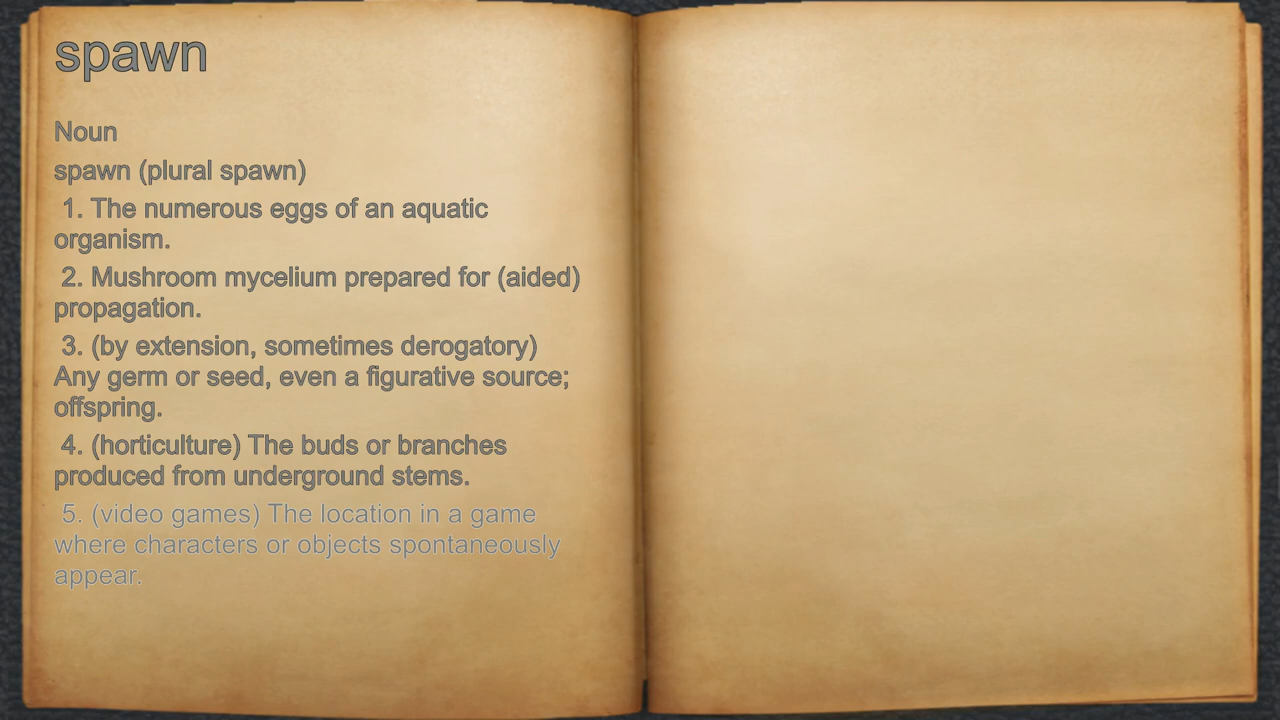 spawn
Noun
spawn (plural spawn)
1. The numerous eggs of an aquatic
organism.
2. Mushroom mycelium prepared for (aided)
propagation.
3. (by extension, sometimes derogatory)
Any germ or seed, even a figurative source;
offspring.
4. (horticulture) The buds or branches
produced from underground stems.
5. (video games) The location in a game
where characters or objects spontaneously
appear.